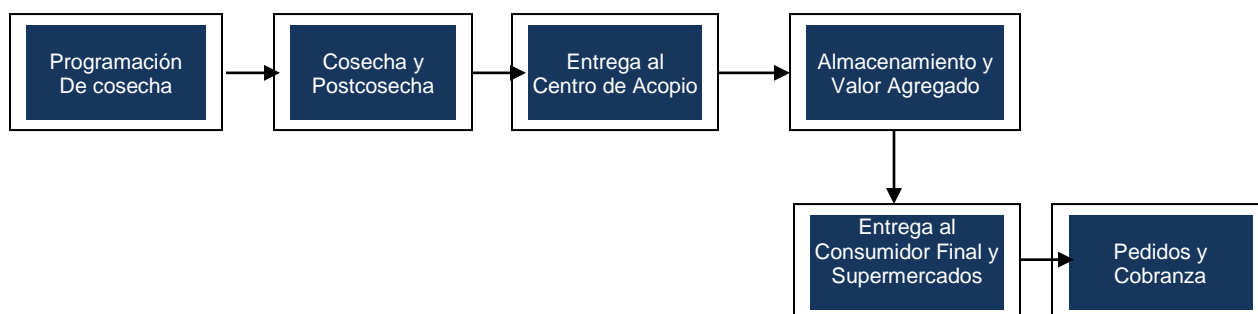 Programación
De cosecha
Cosecha y
Postcosecha
Entrega al
Centro de Acopio
Almacenamiento y
Valor Agregado
Entrega al
Consumidor Final y
Supermercados
Pedidos y
Cobranza